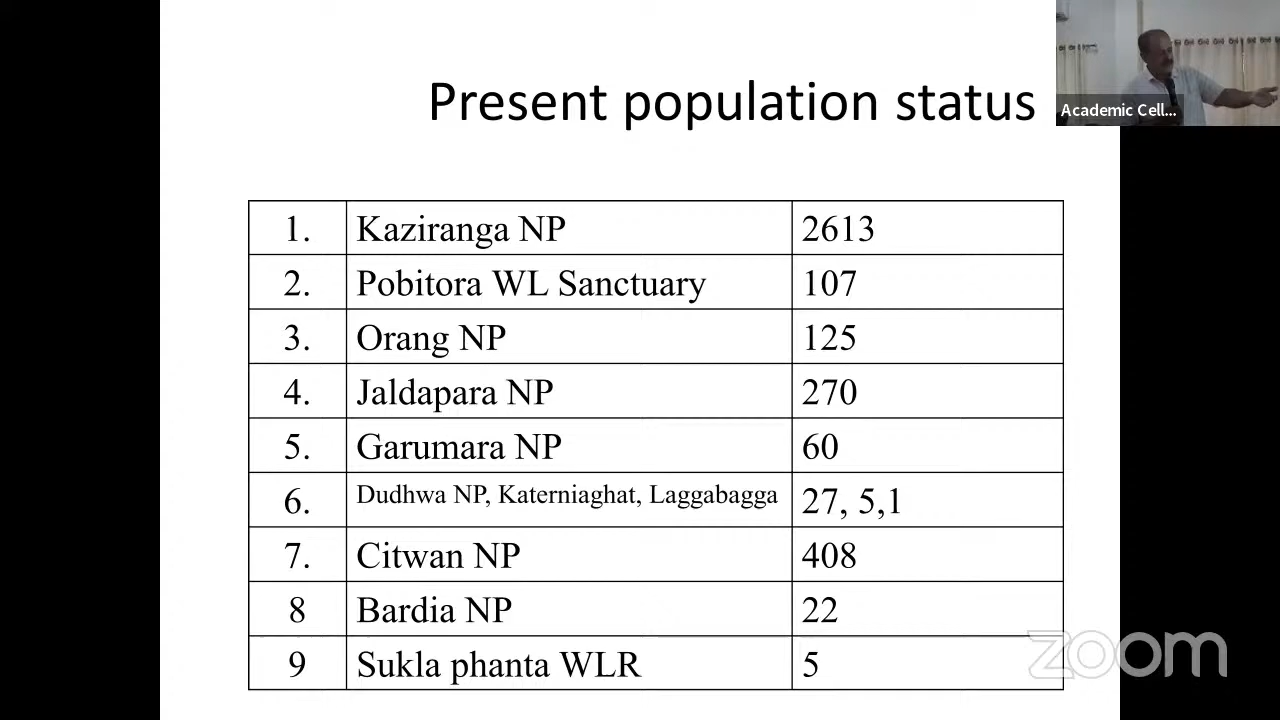 Present population status
Academic Cell...
1. Kaziranga NP 2613
2. Pobitora WL Sanctuary 107
3. Orang NP 125
4. Jaldapara NP 270
5. Garumara NP 60
6. Dudhwa NP, Katerniaghat, Laggabagga 27, 5,1
7. Citwan NP 408
8 Bardia NP 22
9 Sukla phanta WLR 5
zoom